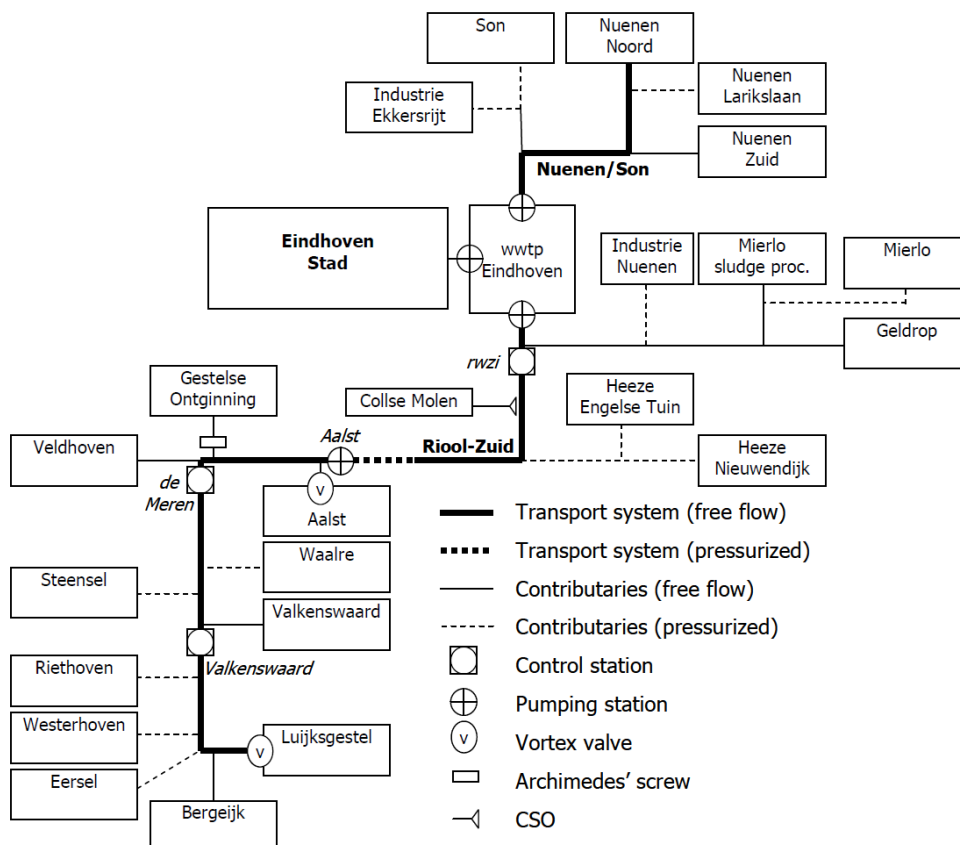 Son
Nuenen
Noord
Industrie
Ekkersrijt
Nuenen
Larikslaan
Nuenen
Zuid
Nuenen/Son
Eindhoven
Stad
wwtp
Eindhoven
Industrie
Nuenen
Mierlo
sludge proc.
Mierlo
Geldrop
rwzi
Gestelse
Ontginning
Collse Molen
Heeze
Engelse Tuin
Veldhoven
Aalst
Riool-Zuid
Heeze
Nieuwendijk
de
Meren
v
Aalst
Waalre
Steensel
Valkenswaard
Valkenswaard
Riethoven
Westerhoven
v
Luijksgestel
Eersel
Bergeijk
Transport system (free flow)
Transport system (pressurized)
Contributaries (free flow)
Contributaries (pressurized)
Control station
Pumping station
v
Vortex valve
Archimedes' screw
CSO